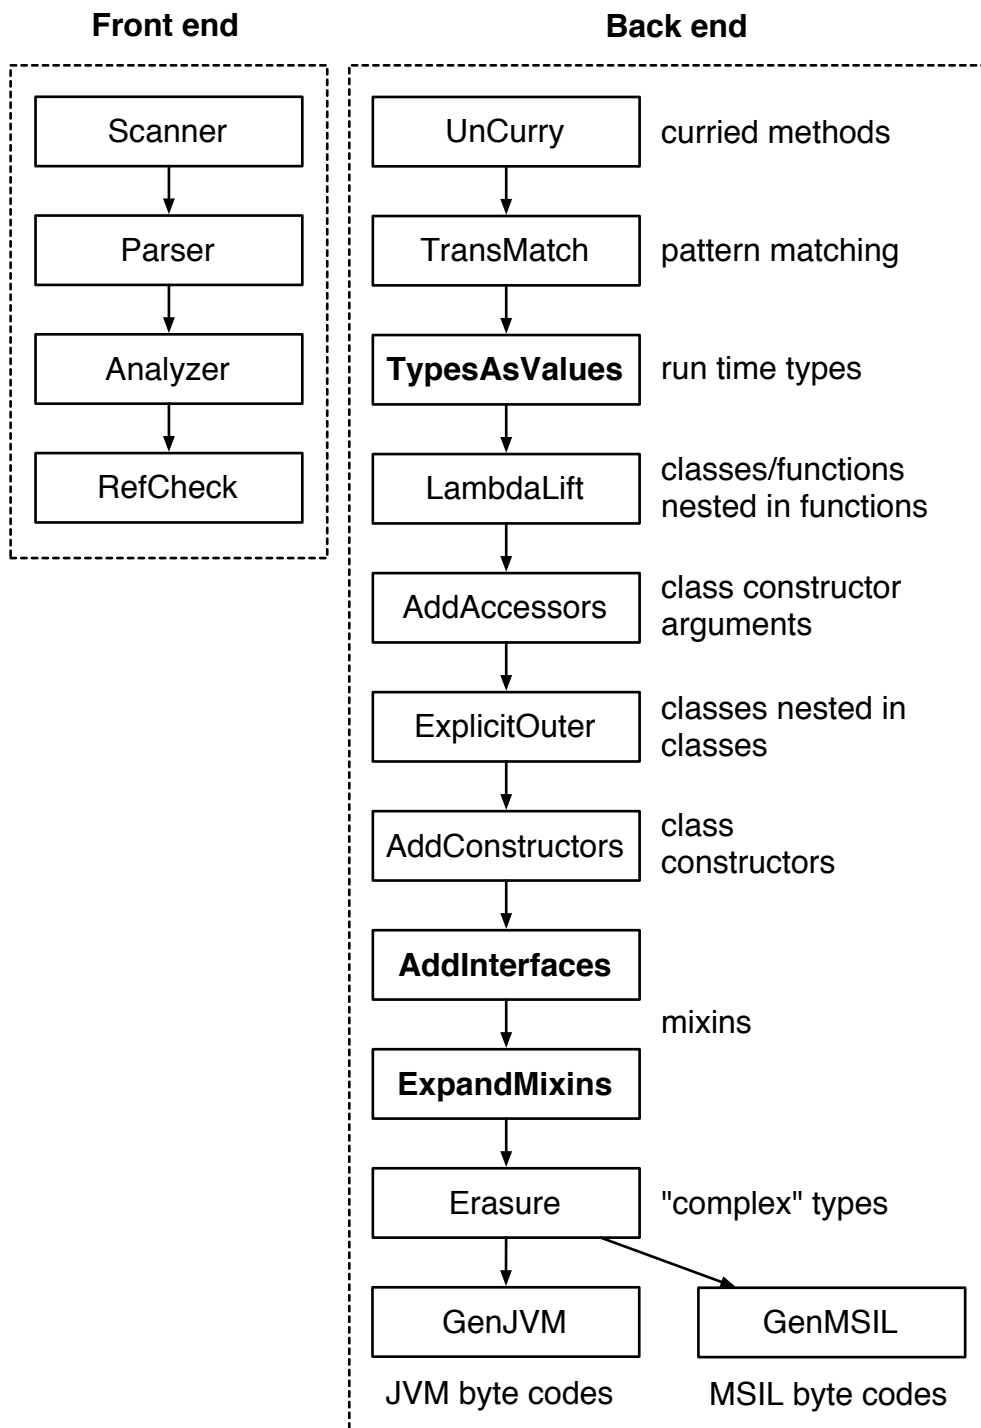 Front end
Scanner
Parser
Analyzer
RefCheck
Back end
UnCurry
curried methods
TransMatch
pattern matching
TypesAsValues
run time types
LambdaLift
classes/functions
nested in functions
AddAccessors
class constructor
arguments
ExplicitOuter
classes nested in
classes
AddConstructors
class
constructors
AddInterfaces
mixins
ExpandMixins
Erasure
"complex" types
GenJVM
GenMSIL
JVM byte codes
MSIL byte codes